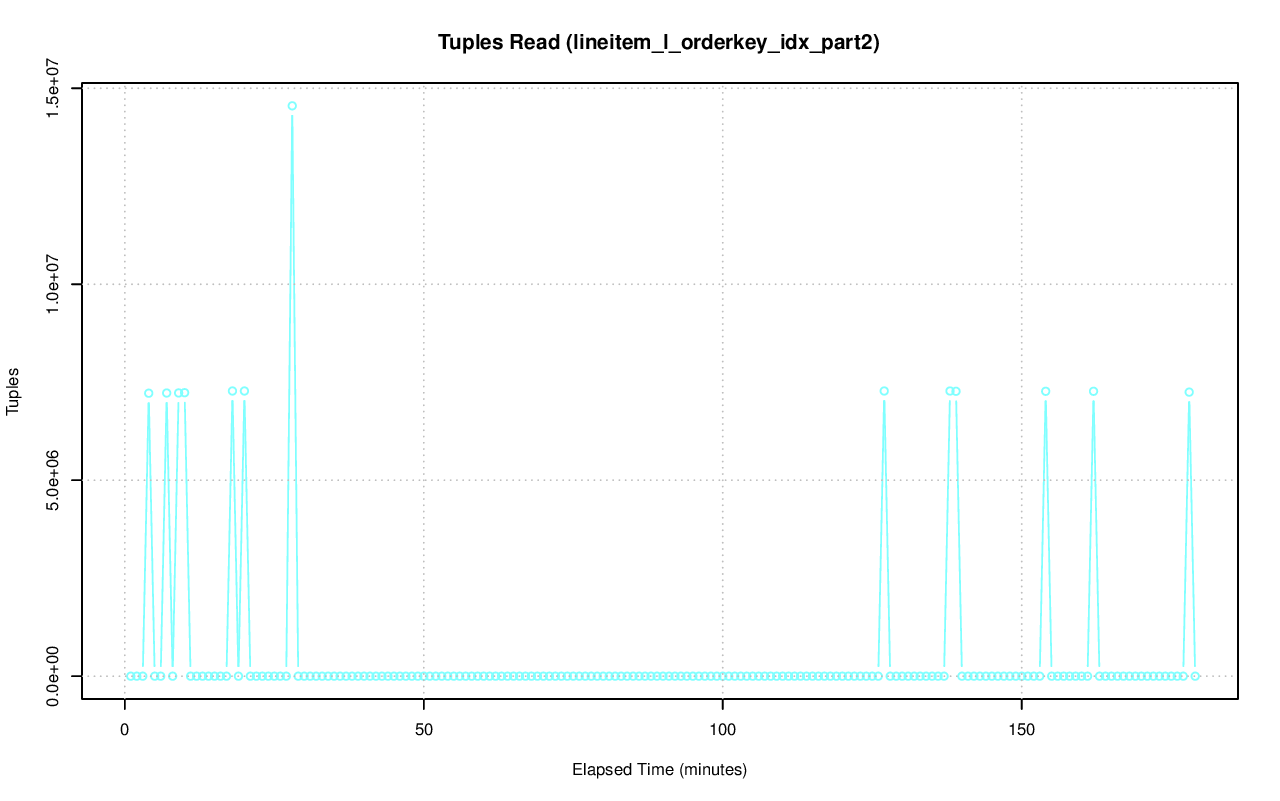 Tuples Read (lineitem_l_orderkey_idx_part2)
1.5e+07
1.0e+07
5.0e+06
0.0e+00
Tuples
0 50 100 150
Elapsed Time (minutes)